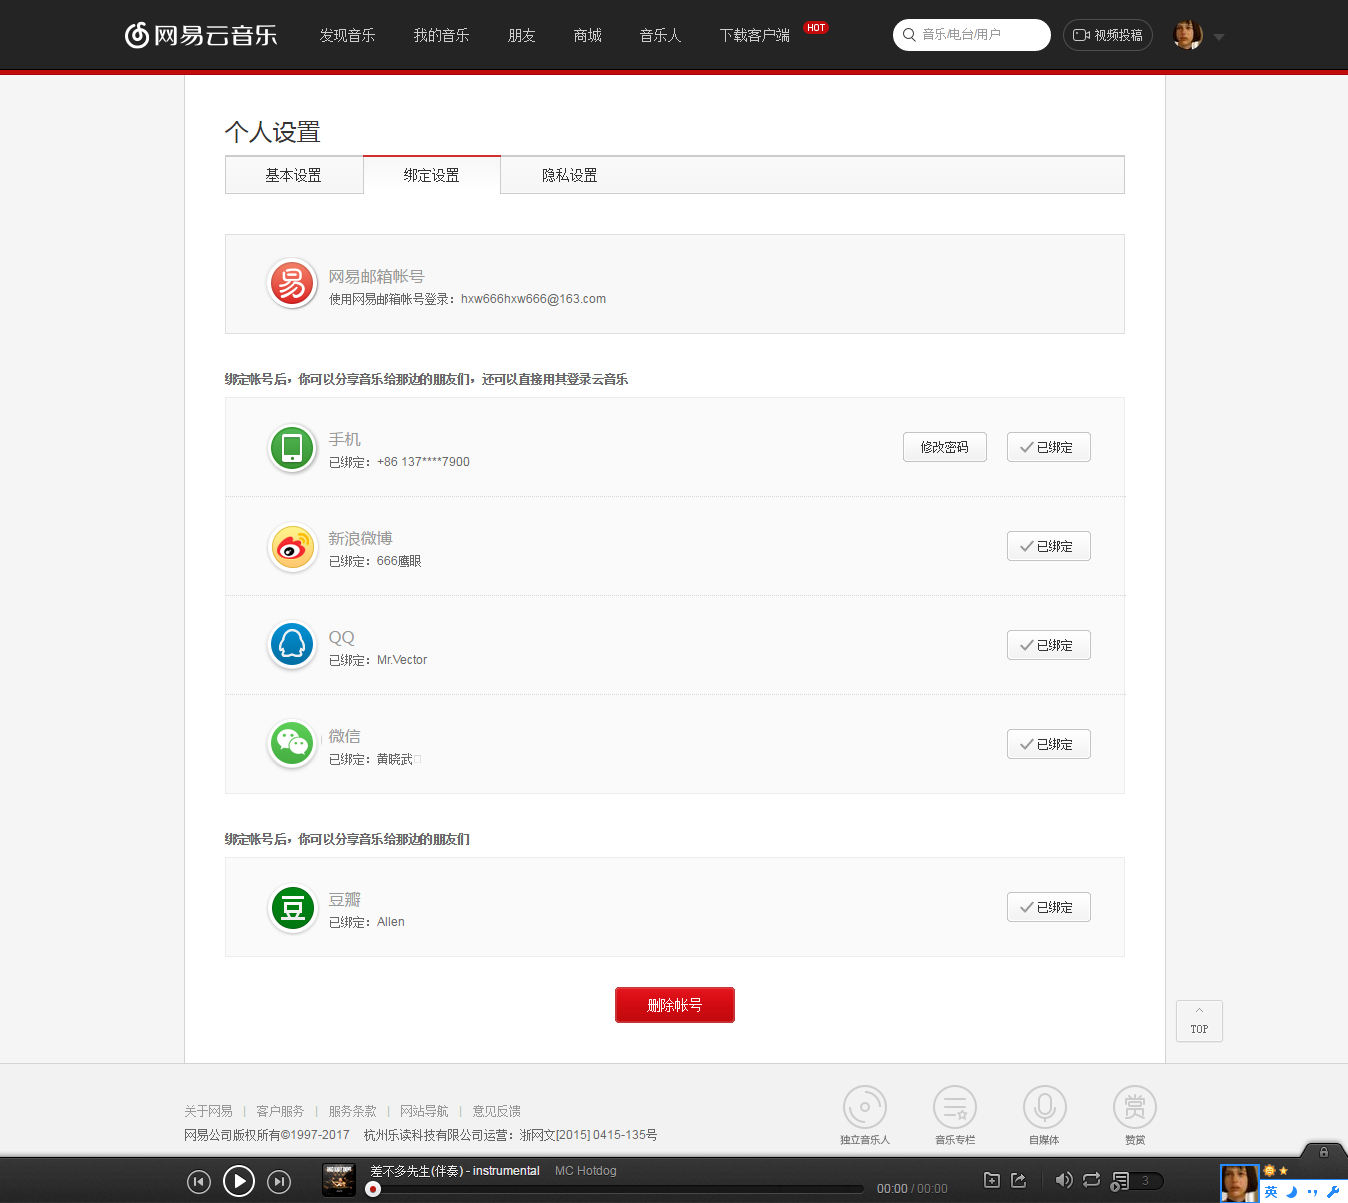 网易云音乐 发现音乐 我的音乐 朋友 商城 音乐人 下载客户端 HOT 音乐/电台/用户 视频投稿
个人设置
基本设置 绑定设置 隐私设置
易 网易邮箱帐号
使用网易邮箱帐号登录：hxw666hxw666@163.com
绑定帐号后，你可以分享音乐给那边的朋友们，还可以直接用其登录云音乐
手机
已绑定：+86 137****7900
修改密码 已绑定
新浪微博
已绑定：666鹰眼
已绑定
QQ
已绑定：Mr.Vector
已绑定
微信
已绑定：黄晓武
已绑定
绑定帐号后，你可以分享音乐给那边的朋友们
豆 豆瓣
已绑定：Allen
已绑定
删除帐号
TOP
关于网易 | 客户服务 | 服务条款 | 网站导航 | 意见反馈
网易公司版权所有©1997-2017 杭州乐读科技有限公司运营：浙网文[2015] 0415-135号
赏
独立音乐人 音乐专栏 自媒体 赞赏
差不多先生(伴奏) - instrumental MC Hotdog
00:00 / 00:00
3
英